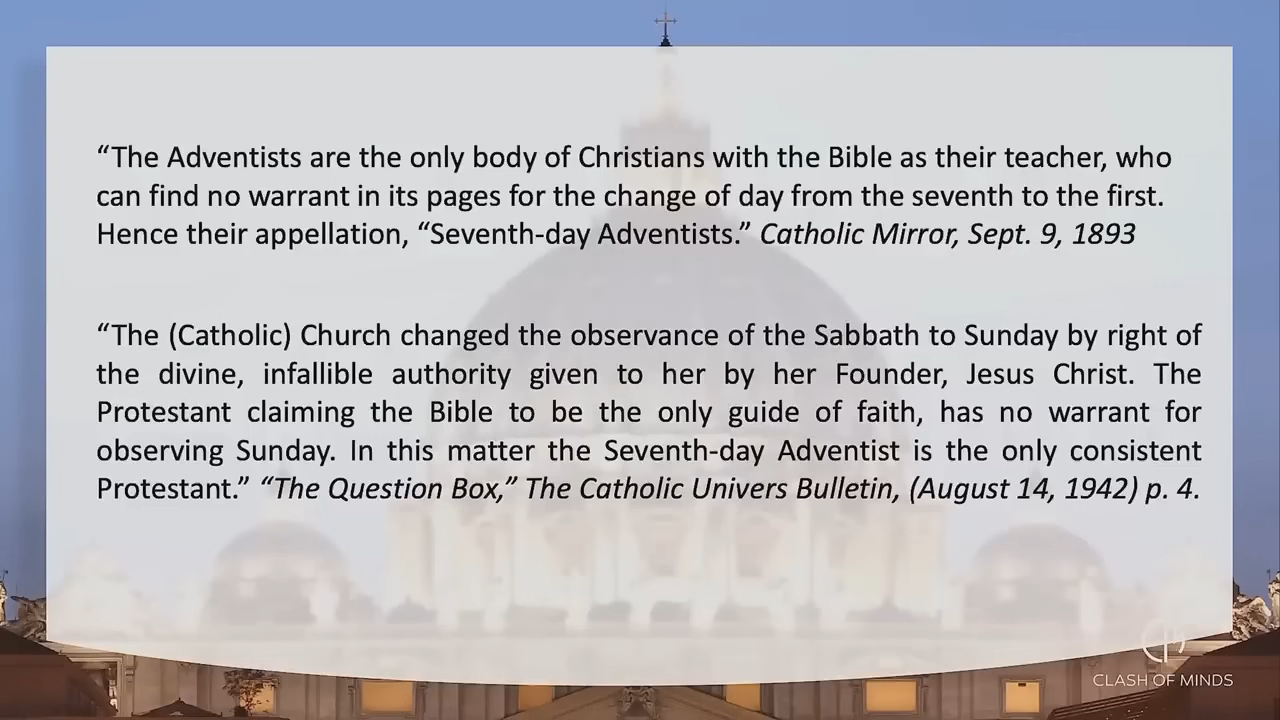 “The Adventists are the only body of Christians with the Bible as their teacher, who
can find no warrant in its pages for the change of day from the seventh to the first.
Hence their appellation, “Seventh-day Adventists.” Catholic Mirror, Sept. 9, 1893
“The (Catholic) Church changed the observance of the Sabbath to Sunday by right of
the divine, infallible authority given to her by her Founder, Jesus Christ. The
Protestant claiming the Bible to be the only guide of faith, has no warrant for
observing Sunday. In this matter the Seventh-day Adventist is the only consistent
Protestant.” “The Question Box,” The Catholic Univers Bulletin, (August 14, 1942) p. 4.
CLASH OF MINDS